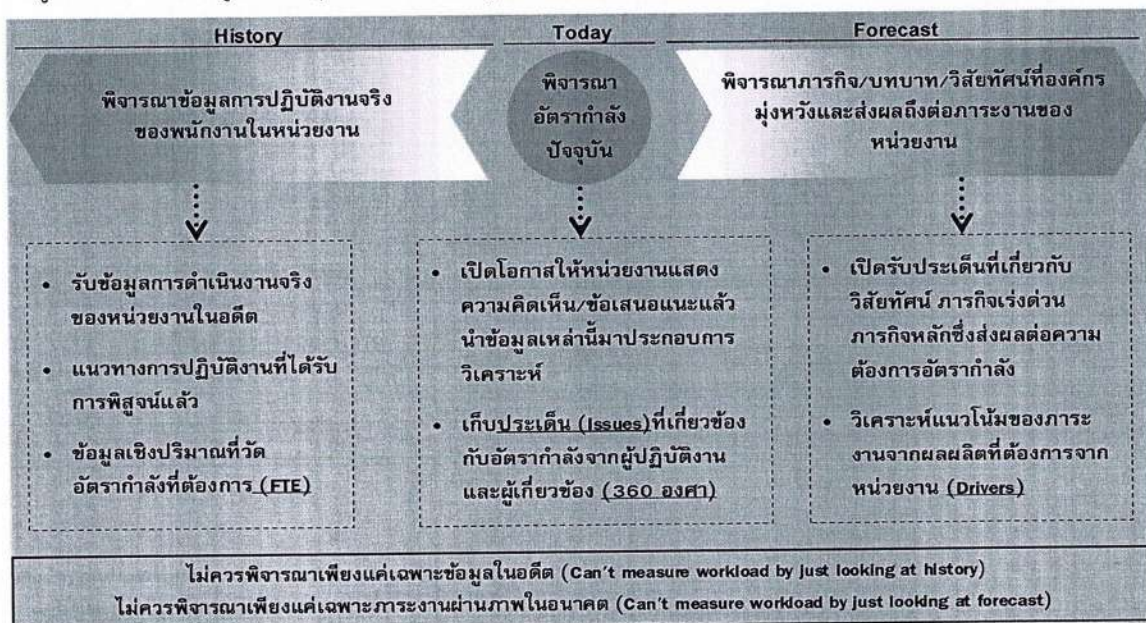 History
Today
Forecast
พิจารณาข้อมูลการปฏิบัติงานจริง
ของพนักงานในหน่วยงาน
พิจารณา
อัตรากำลัง
ปัจจุบัน
พิจารณาภารกิจ/บทบาท/วิสัยทัศน์ที่องค์กร
มุ่งหวังและส่งผลถึงต่อภาระงานของ
หน่วยงาน
• รับข้อมูลการดำเนินงานจริง
ของหน่วยงานในอดีต
• แนวทางการปฏิบัติงานที่ได้รับ
การพิสูจน์แล้ว
• ข้อมูลเชิงปริมาณที่วัด
อัตรากำลังที่ต้องการ (FTE)
• เปิดโอกาสให้หน่วยงานแสดง
ความคิดเห็น/ข้อเสนอแนะแล้ว
นำข้อมูลเหล่านี้มาประกอบการ
วิเคราะห์
• เก็บประเด็น (Issues)ที่เกี่ยวข้อง
กับอัตรากำลังจากผู้ปฏิบัติงาน
และผู้เกี่ยวข้อง (360 องศา)
• เปิดรับประเด็นที่เกี่ยวกับ
วิสัยทัศน์ ภารกิจเร่งด่วน
ภารกิจหลักซึ่งส่งผลต่อความ
ต้องการอัตรากำลัง
• วิเคราะห์แนวโน้มของภาระ
งานจากผลผลิตที่ต้องการจาก
หน่วยงาน (Drivers)
ไม่ควรพิจารณาเพียงแค่เฉพาะข้อมูลในอดีต (Can't measure workload by just looking at history)
ไม่ควรพิจารณาเพียงแค่เฉพาะภาระงานผ่านภาพในอนาคต (Can't measure workload by just looking at forecast)